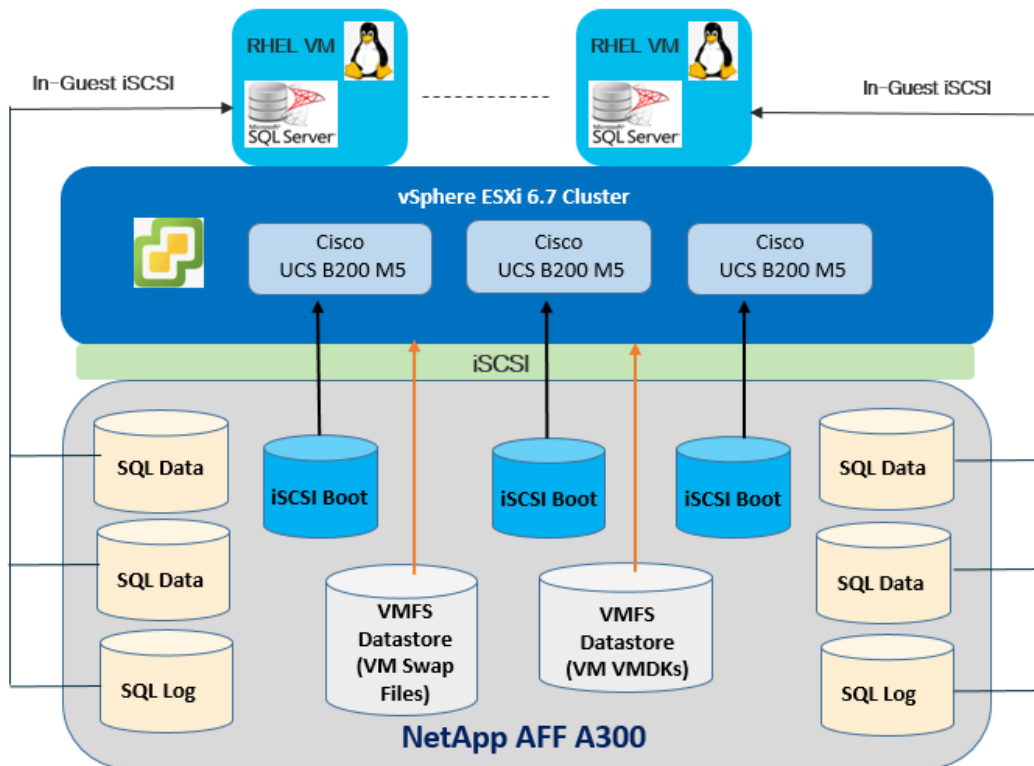 RHEL VM
RHEL VM
In-Guest iSCSI
In-Guest iSCSI
Microsoft
SQL Server
Microsoft
SQL Server
vSphere ESXi 6.7 Cluster
Cisco
UCS B200 M5
Cisco
UCS B200 M5
Cisco
UCS B200 M5
iSCSI
SQL Data
SQL Data
iSCSI Boot
iSCSI Boot
iSCSI Boot
SQL Data
SQL Data
VMFS
Datastore
(VM Swap
Files)
VMFS
Datastore
(VM VMDKs)
SQL Log
SQL Log
NetApp AFF A300